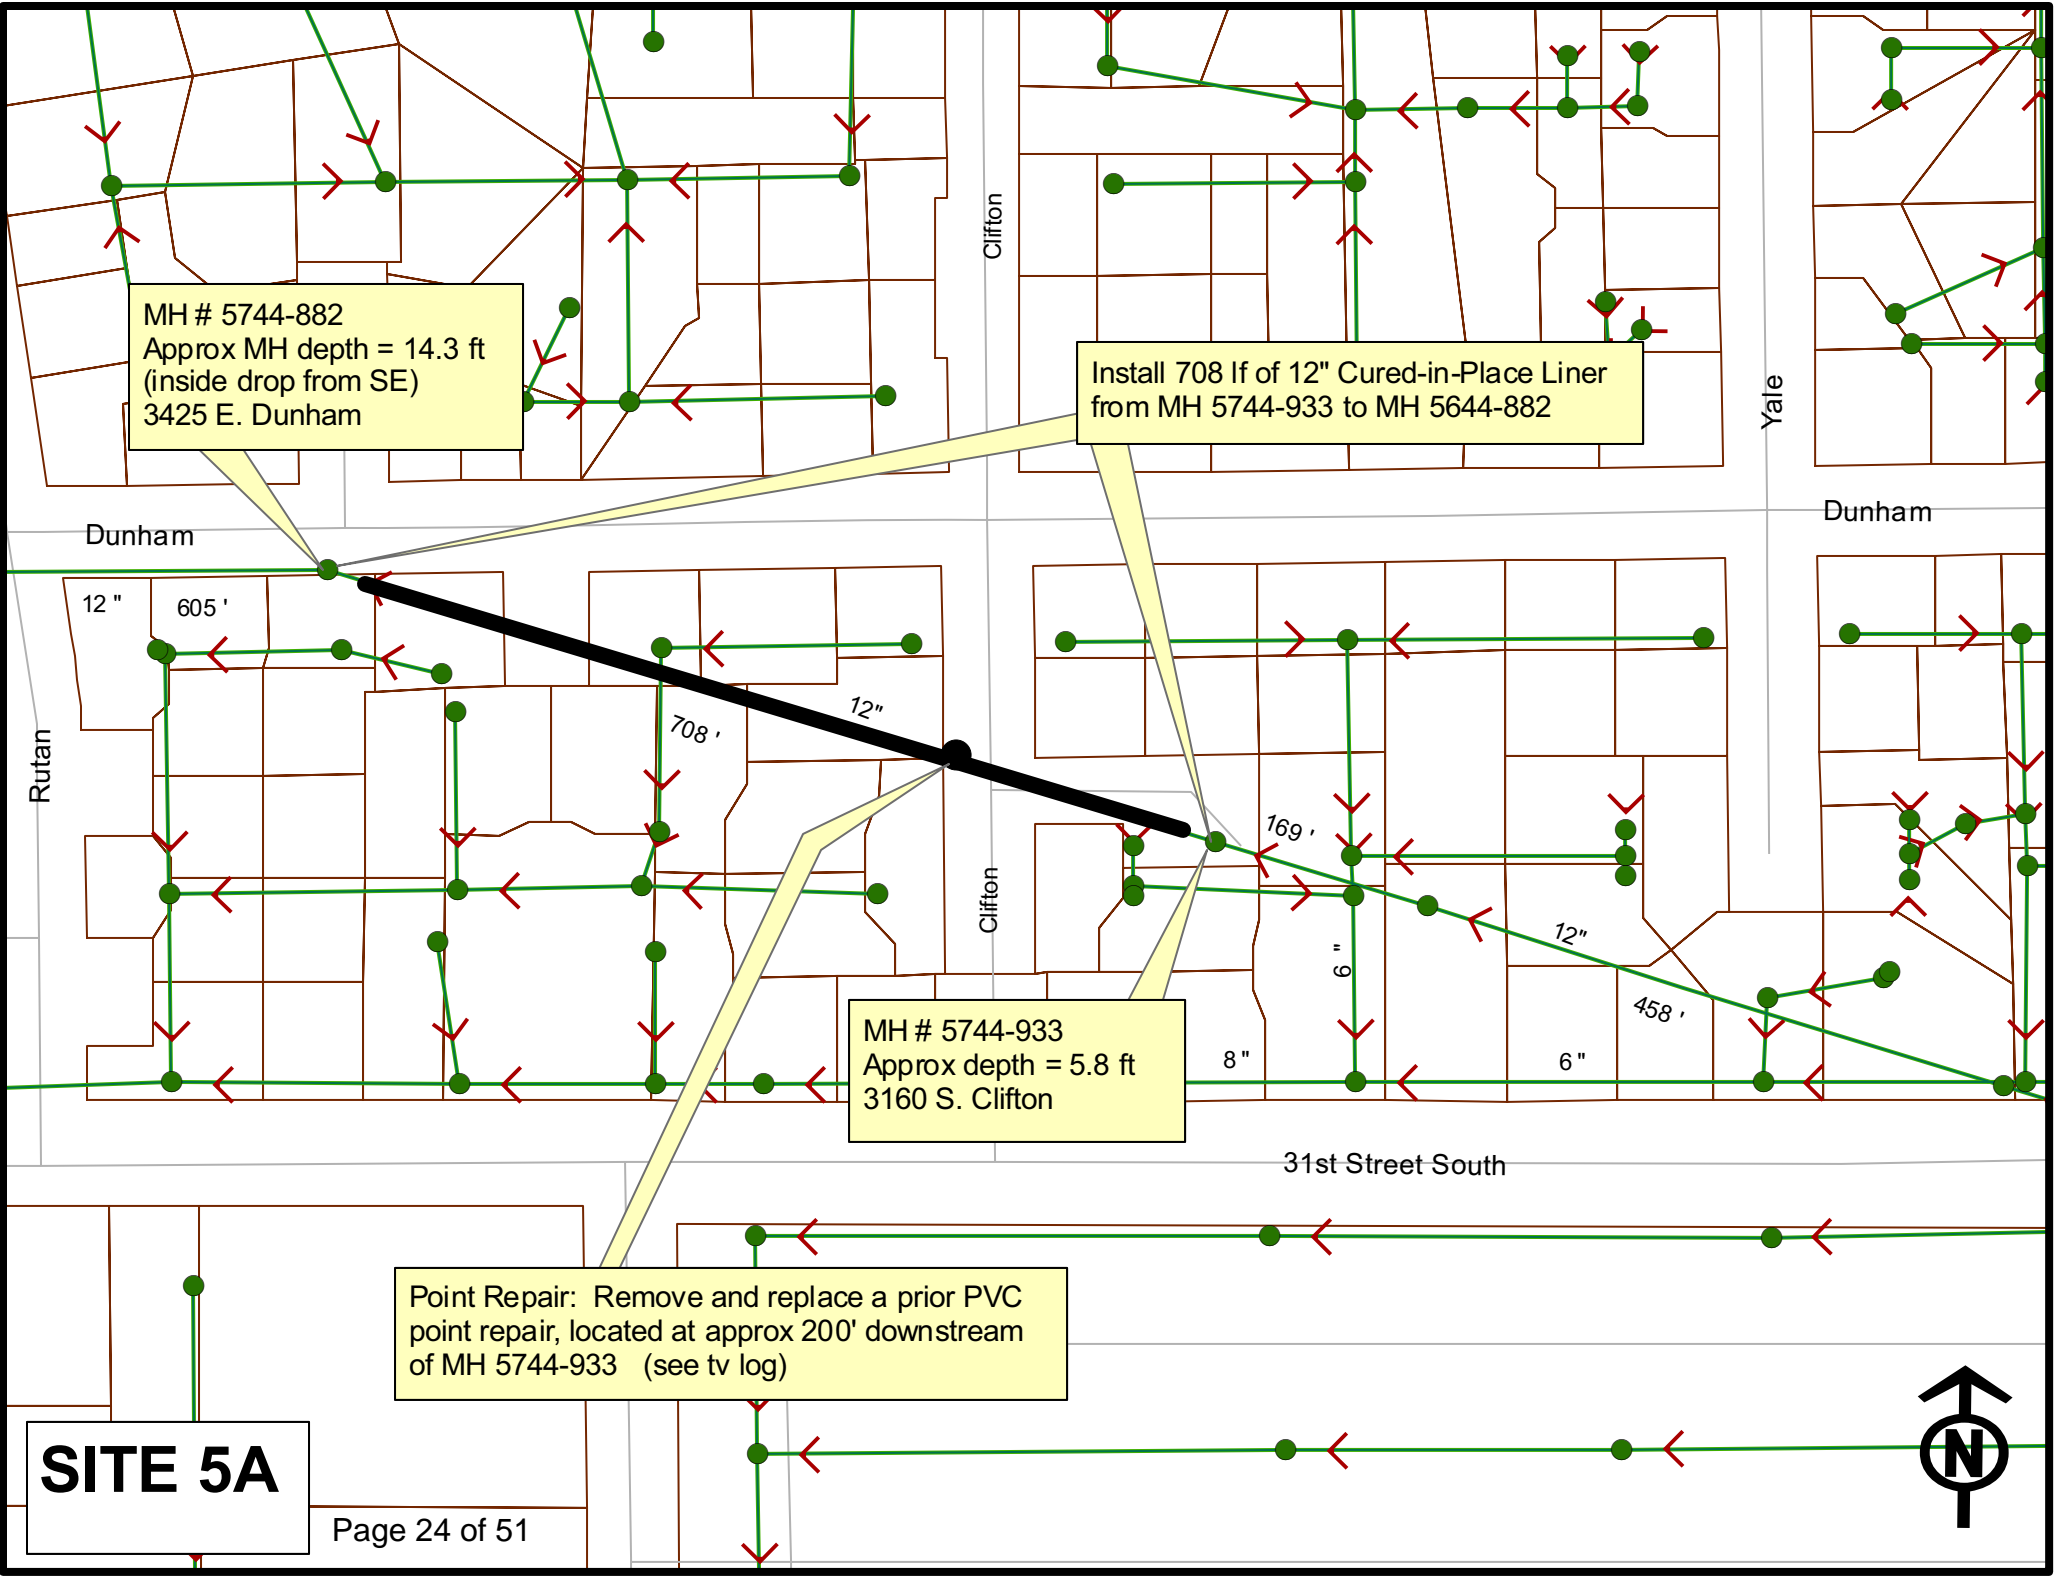 Clifton
MH # 5744-882
Approx MH depth = 14.3 ft
(inside drop from SE)
3425 E. Dunham
Install 708 lf of 12" Cured-in-Place Liner
from MH 5744-933 to MH 5644-882
Yale
Dunham
Dunham
12 "
605 '
12"
708 '
Rutan
169 '
Clifton
12"
6 "
458 '
MH # 5744-933
Approx depth = 5.8 ft
3160 S. Clifton
8 "
6 "
31st Street South
Point Repair:  Remove and replace a prior PVC
point repair, located at approx 200' downstream
of MH 5744-933   (see tv log)
SITE 5A
Page 24 of 51
N